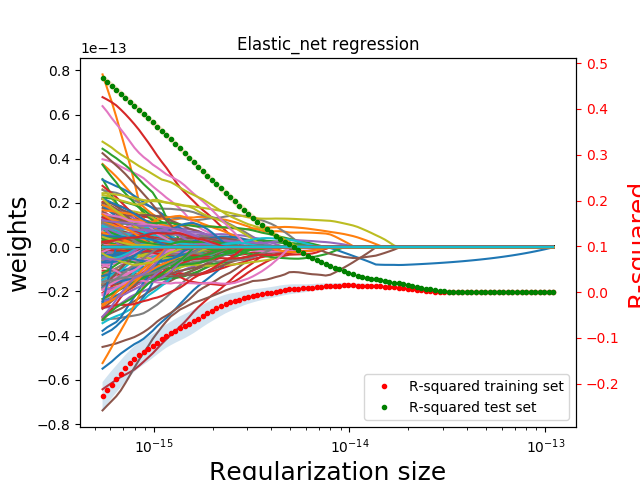 Elastic_net regression
1e−13
0.8
0.6
0.4
0.2
0.0
−0.2
−0.4
−0.6
−0.8
weights
0.5
0.4
0.3
0.2
0.1
0.0
−0.1
−0.2
R-squared
R-squared training set
R-squared test set
10⁻¹⁵ 10⁻¹⁴ 10⁻¹³
Regularization size